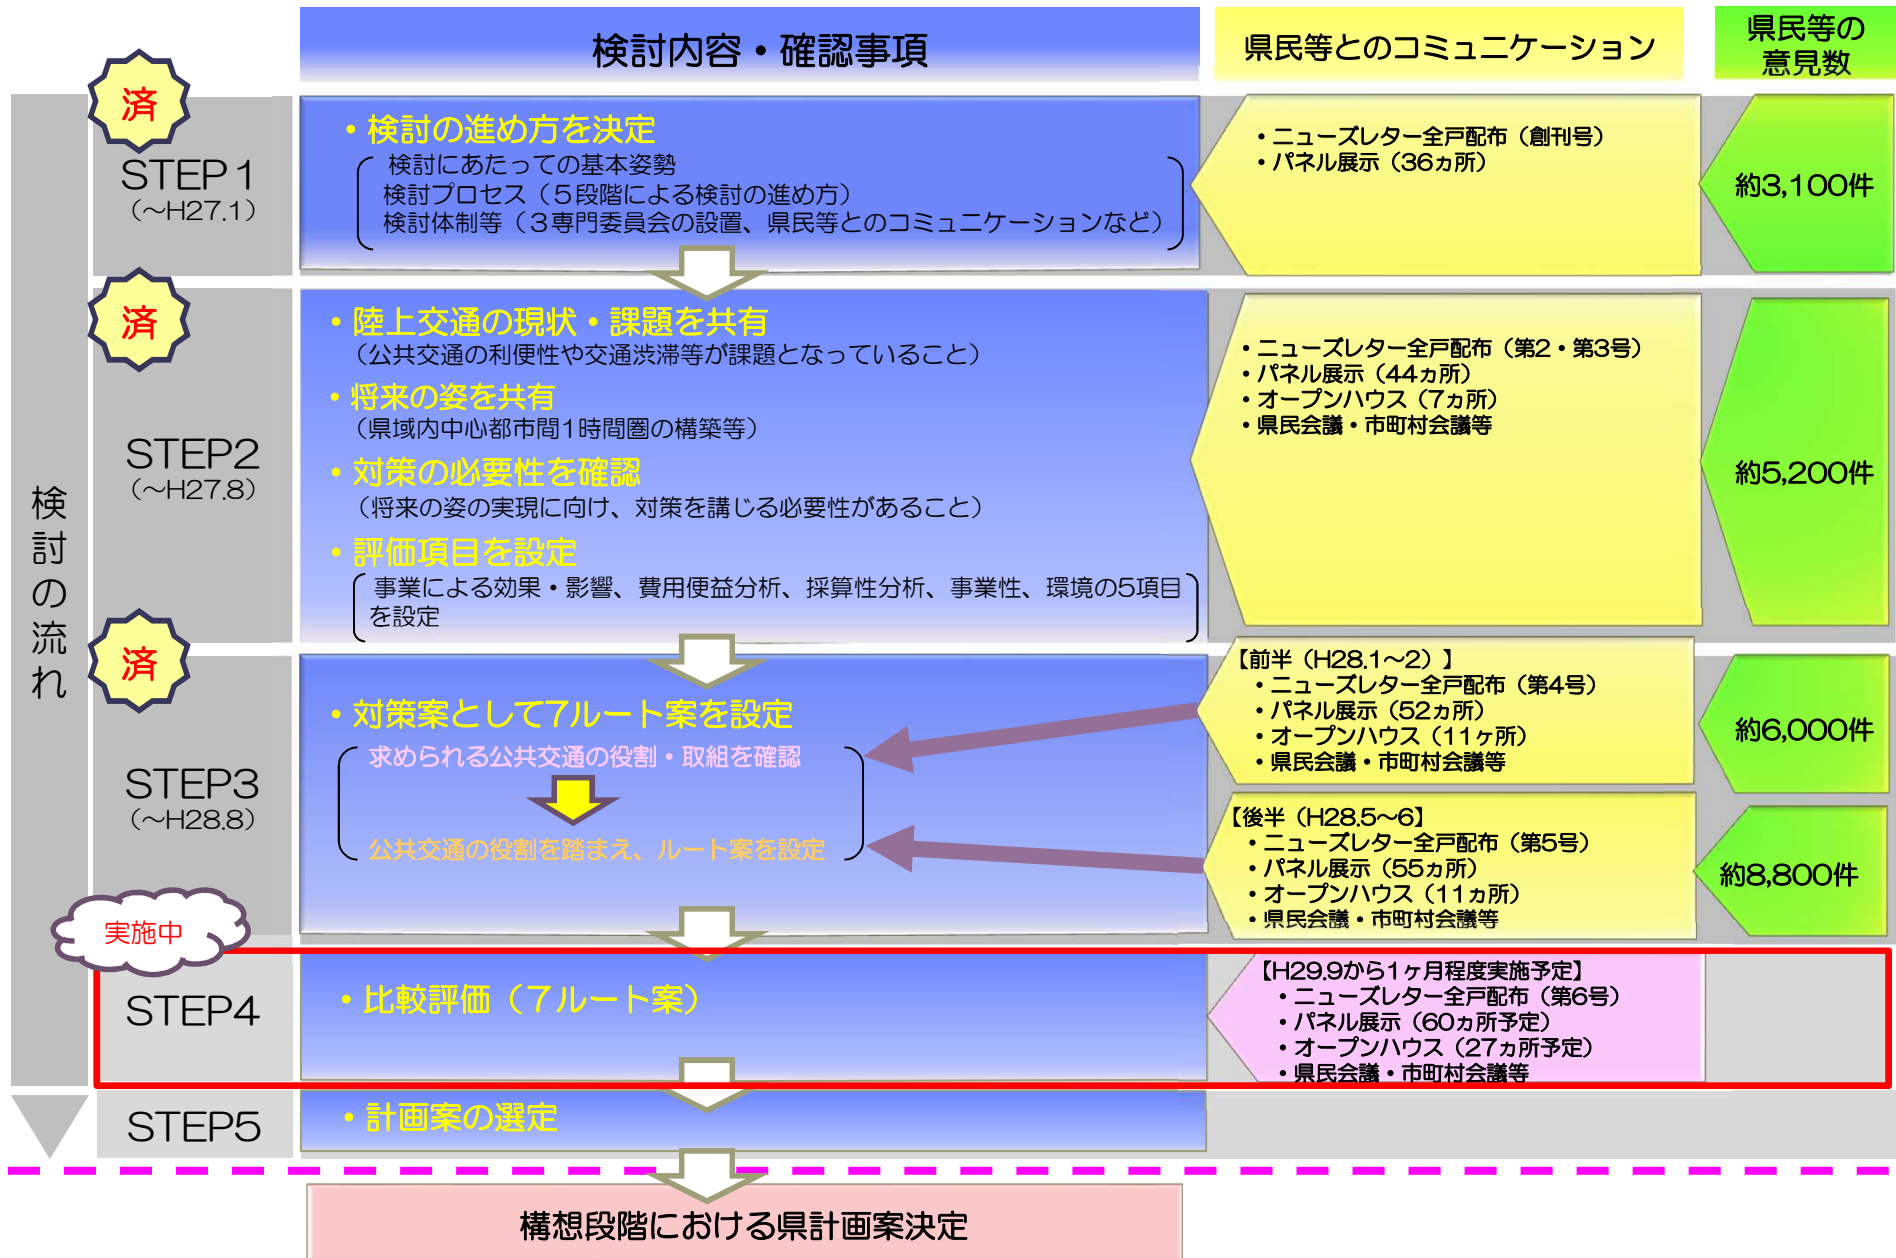 検討内容・確認事項
県民等とのコミュニケーション
県民等の
意見数
検討の流れ
済
STEP1
（～H27.1）
・検討の進め方を決定
検討にあたっての基本姿勢
検討プロセス（5段階による検討の進め方）
検討体制等（3専門委員会の設置、県民等とのコミュニケーションなど）
・ニューズレター全戸配布（創刊号）
・パネル展示（36ヵ所）
約3,100件
済
STEP2
（～H27.8）
・陸上交通の現状・課題を共有
（公共交通の利便性や交通渋滞等が課題となっていること）
・将来の姿を共有
（県域内中心都市間1時間圏の構築等）
・対策の必要性を確認
（将来の姿の実現に向け、対策を講じる必要性があること）
・評価項目を設定
事業による効果・影響、費用便益分析、採算性分析、事業性、環境の5項目
を設定
・ニューズレター全戸配布（第2・第3号）
・パネル展示（44ヵ所）
・オープンハウス（7ヵ所）
・県民会議・市町村会議等
約5,200件
済
STEP3
（～H28.8）
・対策案として7ルート案を設定
求められる公共交通の役割・取組を確認
公共交通の役割を踏まえ、ルート案を設定
【前半（H28.1～2）】
・ニューズレター全戸配布（第4号）
・パネル展示（52ヵ所）
・オープンハウス（11ヶ所）
・県民会議・市町村会議等
約6,000件
【後半（H28.5～6】
・ニューズレター全戸配布（第5号）
・パネル展示（55ヵ所）
・オープンハウス（11ヵ所）
・県民会議・市町村会議等
約8,800件
実施中
STEP4
・比較評価（7ルート案）
【H29.9から1ヶ月程度実施予定】
・ニューズレター全戸配布（第6号）
・パネル展示（60ヵ所予定）
・オープンハウス（27ヵ所予定）
・県民会議・市町村会議等
STEP5
・計画案の選定
構想段階における県計画案決定